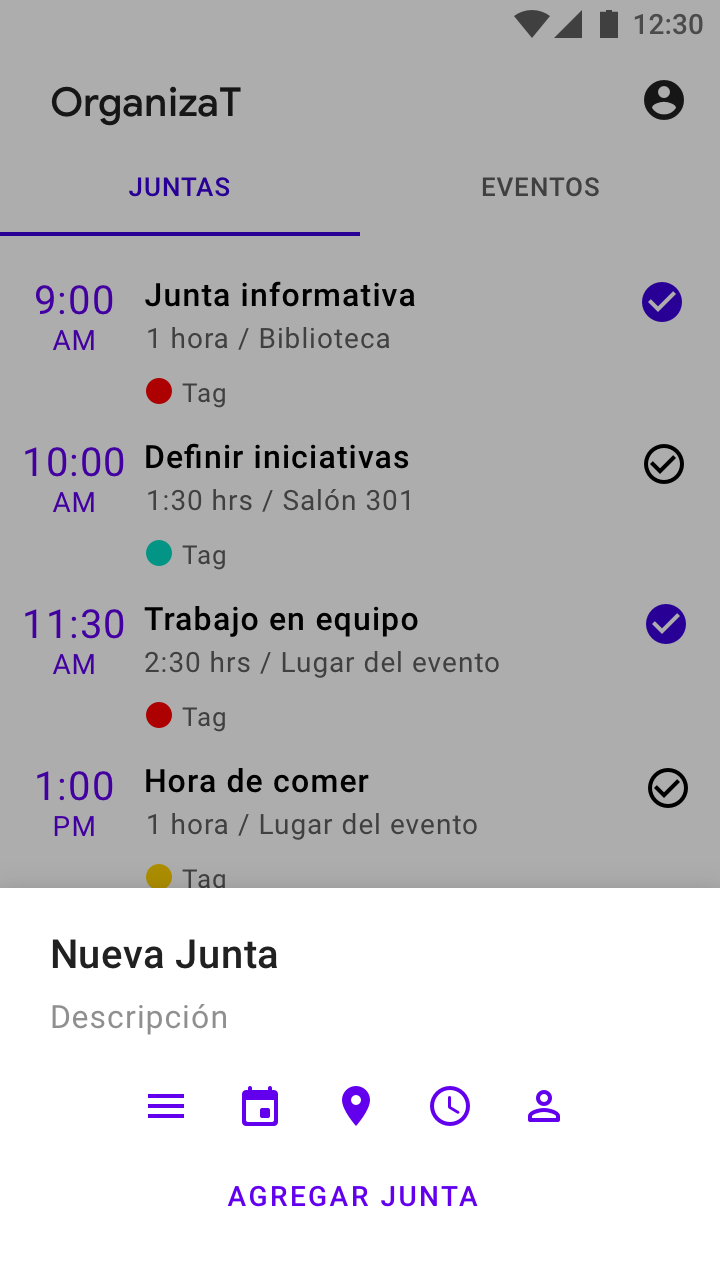 12:30
OrganizaT
JUNTAS EVENTOS
9:00 Junta informativa
AM 1 hora / Biblioteca
Tag
10:00 Definir iniciativas
AM 1:30 hrs / Salón 301
Tag
11:30 Trabajo en equipo
AM 2:30 hrs / Lugar del evento
Tag
1:00 Hora de comer
PM 1 hora / Lugar del evento
Tag
Nueva Junta
Descripción
AGREGAR JUNTA